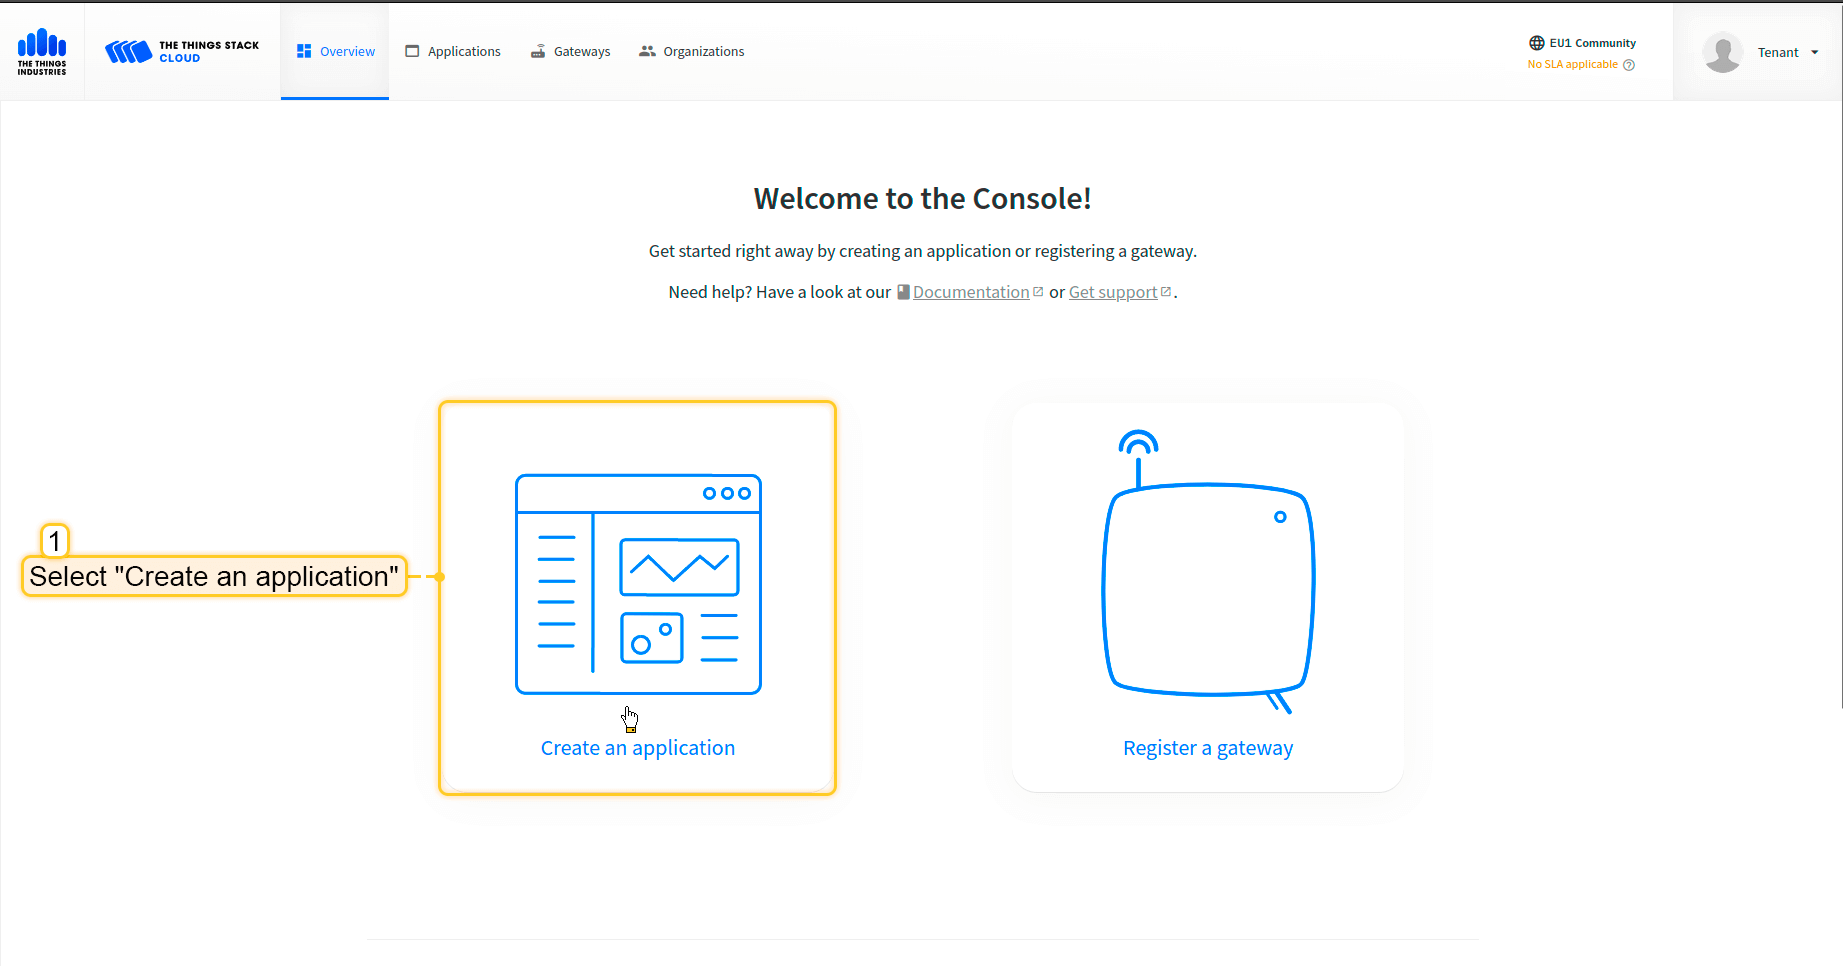 THE THINGS
INDUSTRIES
THE THINGS STACK
CLOUD
Overview
Applications
Gateways
Organizations
EU1 Community
No SLA applicable
Tenant
Welcome to the Console!
Get started right away by creating an application or registering a gateway.
Need help? Have a look at our Documentation or Get support.
1
Select "Create an application"
Create an application
Register a gateway